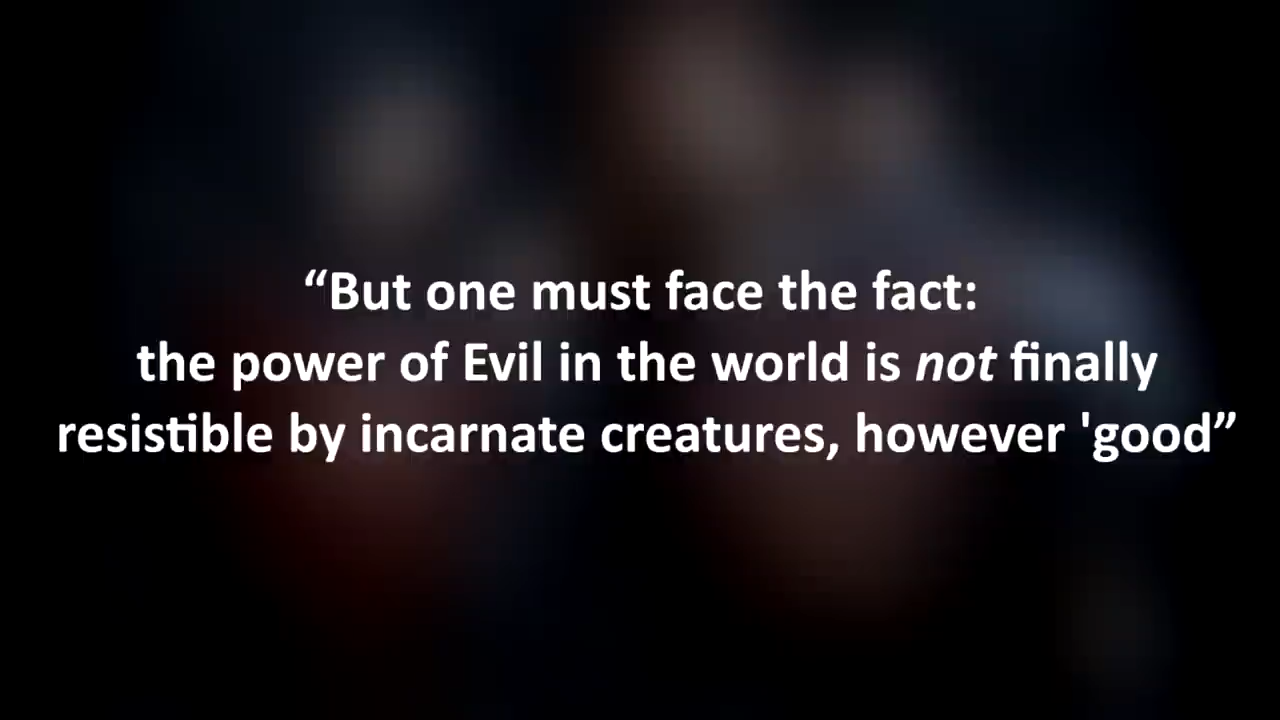 “But one must face the fact:
the power of Evil in the world is not finally
resistible by incarnate creatures, however 'good”